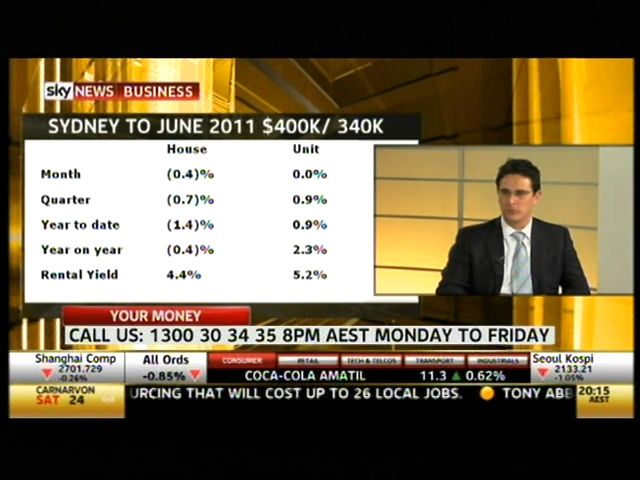 sky NEWS BUSINESS
SYDNEY TO JUNE 2011 $400K/ 340K
House Unit
Month (0.4)% 0.0%
Quarter (0.7)% 0.9%
Year to date (1.4)% 0.9%
Year on year (0.4)% 2.3%
Rental Yield 4.4% 5.2%
YOUR MONEY
CALL US: 1300 30 34 35 8PM AEST MONDAY TO FRIDAY
Shanghai Comp
2701.729
-0.26%
All Ords
-0.85%
CONSUMER RETAIL TECH & TELCOS TRANSPORT INDUSTRIALS
COCA-COLA AMATIL 11.3 0.62%
Seoul Kospi
2133.21
-1.05%
CARNARVON
SAT 24
URCING THAT WILL COST UP TO 26 LOCAL JOBS. TONY ABB
20:15
AEST